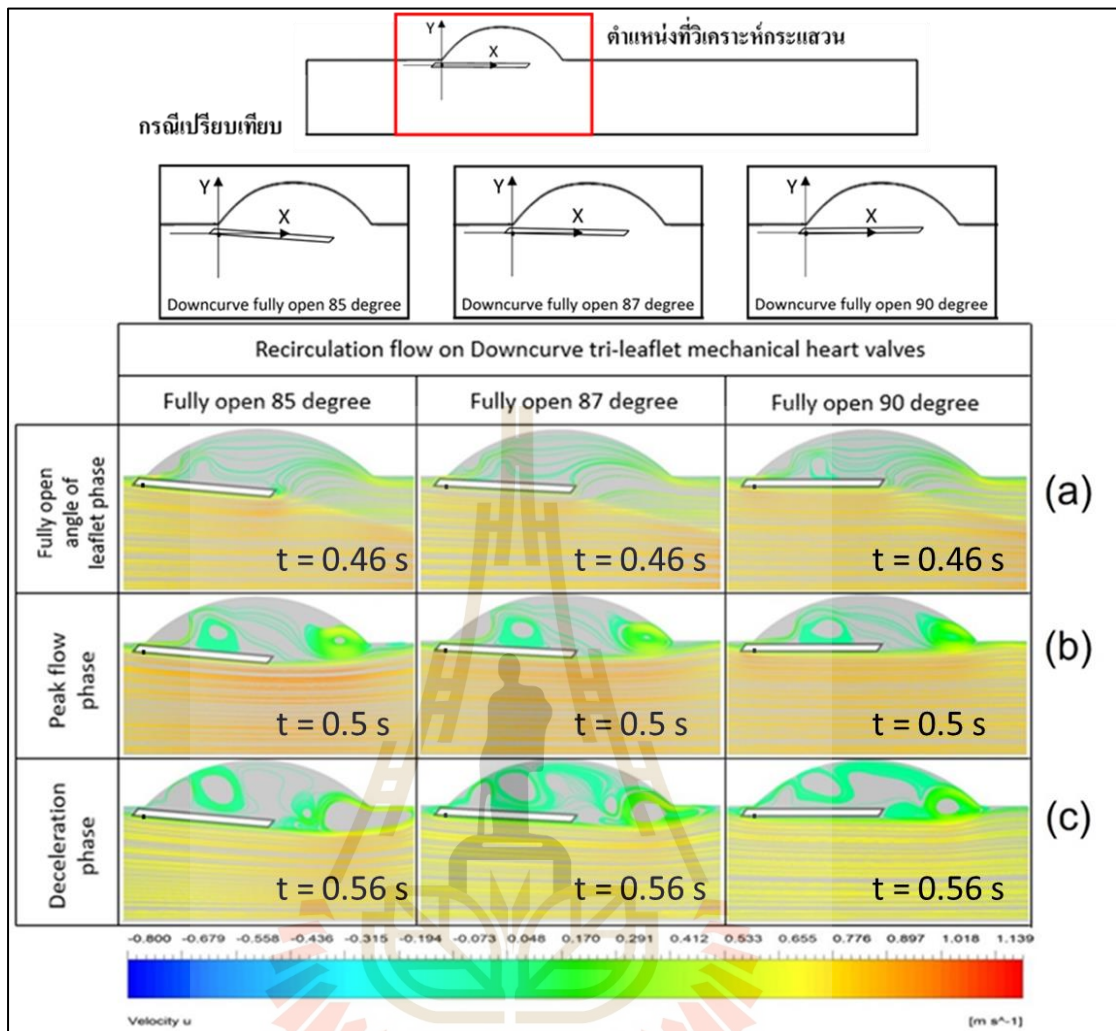 Y
ตำแหน่งที่วิเคราะห์กระแสวน
X
กรณีเปรียบเทียบ
Y
X
Downcurve fully open 85 degree
Y
X
Downcurve fully open 87 degree
Y
X
Downcurve fully open 90 degree
Recirculation flow on Downcurve tri-leaflet mechanical heart valves
Fully open 85 degree
Fully open 87 degree
Fully open 90 degree
Fully open
angle of
leaflet phase
t = 0.46 s
t = 0.46 s
t = 0.46 s
(a)
Peak flow
phase
t = 0.5 s
t = 0.5 s
t = 0.5 s
(b)
Deceleration
phase
t = 0.56 s
t = 0.56 s
t = 0.56 s
(c)
-0.800 -0.679 -0.558 -0.436 -0.315 -0.194 -0.073 0.048 0.170 0.291 0.412 0.533 0.655 0.776 0.897 1.018 1.139
Velocity u
[m s^-1]